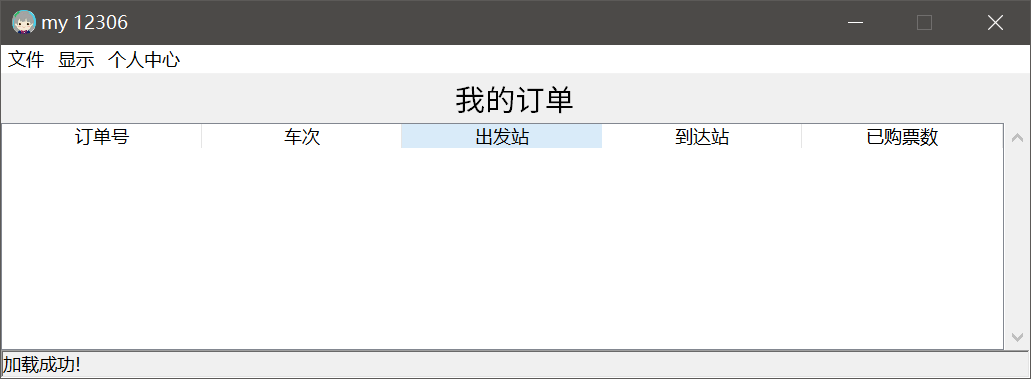 my 12306
文件 显示 个人中心
我的订单
订单号 车次 出发站 到达站 已购票数
加载成功!